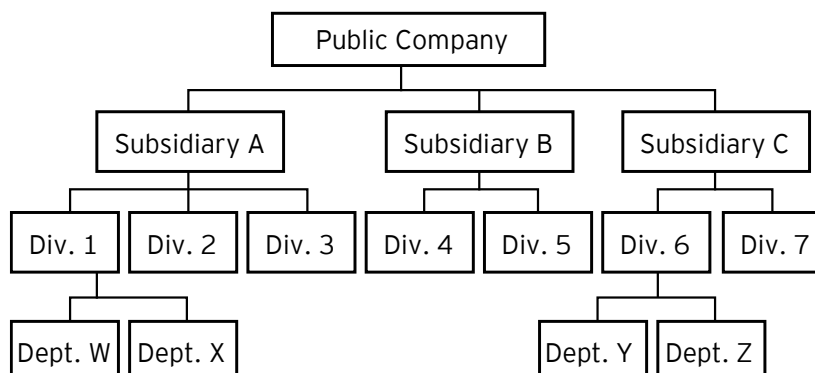 Public Company
Subsidiary A
Subsidiary B
Subsidiary C
Div. 1
Div. 2
Div. 3
Div. 4
Div. 5
Div. 6
Div. 7
Dept. W
Dept. X
Dept. Y
Dept. Z